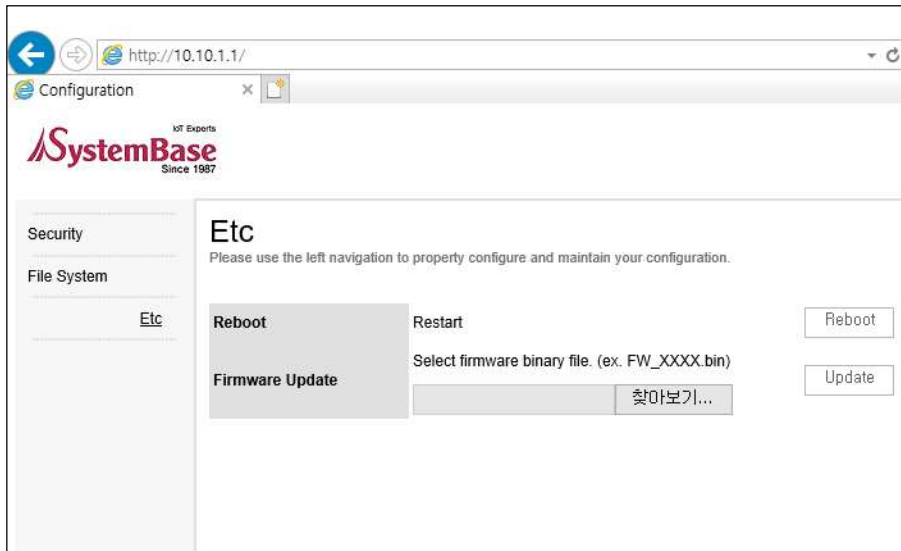 http://10.10.1.1/
Configuration
IoT Experts
SystemBase
Since 1987
Security
File System
Etc
Etc
Please use the left navigation to property configure and maintain your configuration.
Reboot
Restart
Reboot
Firmware Update
Select firmware binary file. (ex. FW_XXXX.bin)
찾아보기...
Update